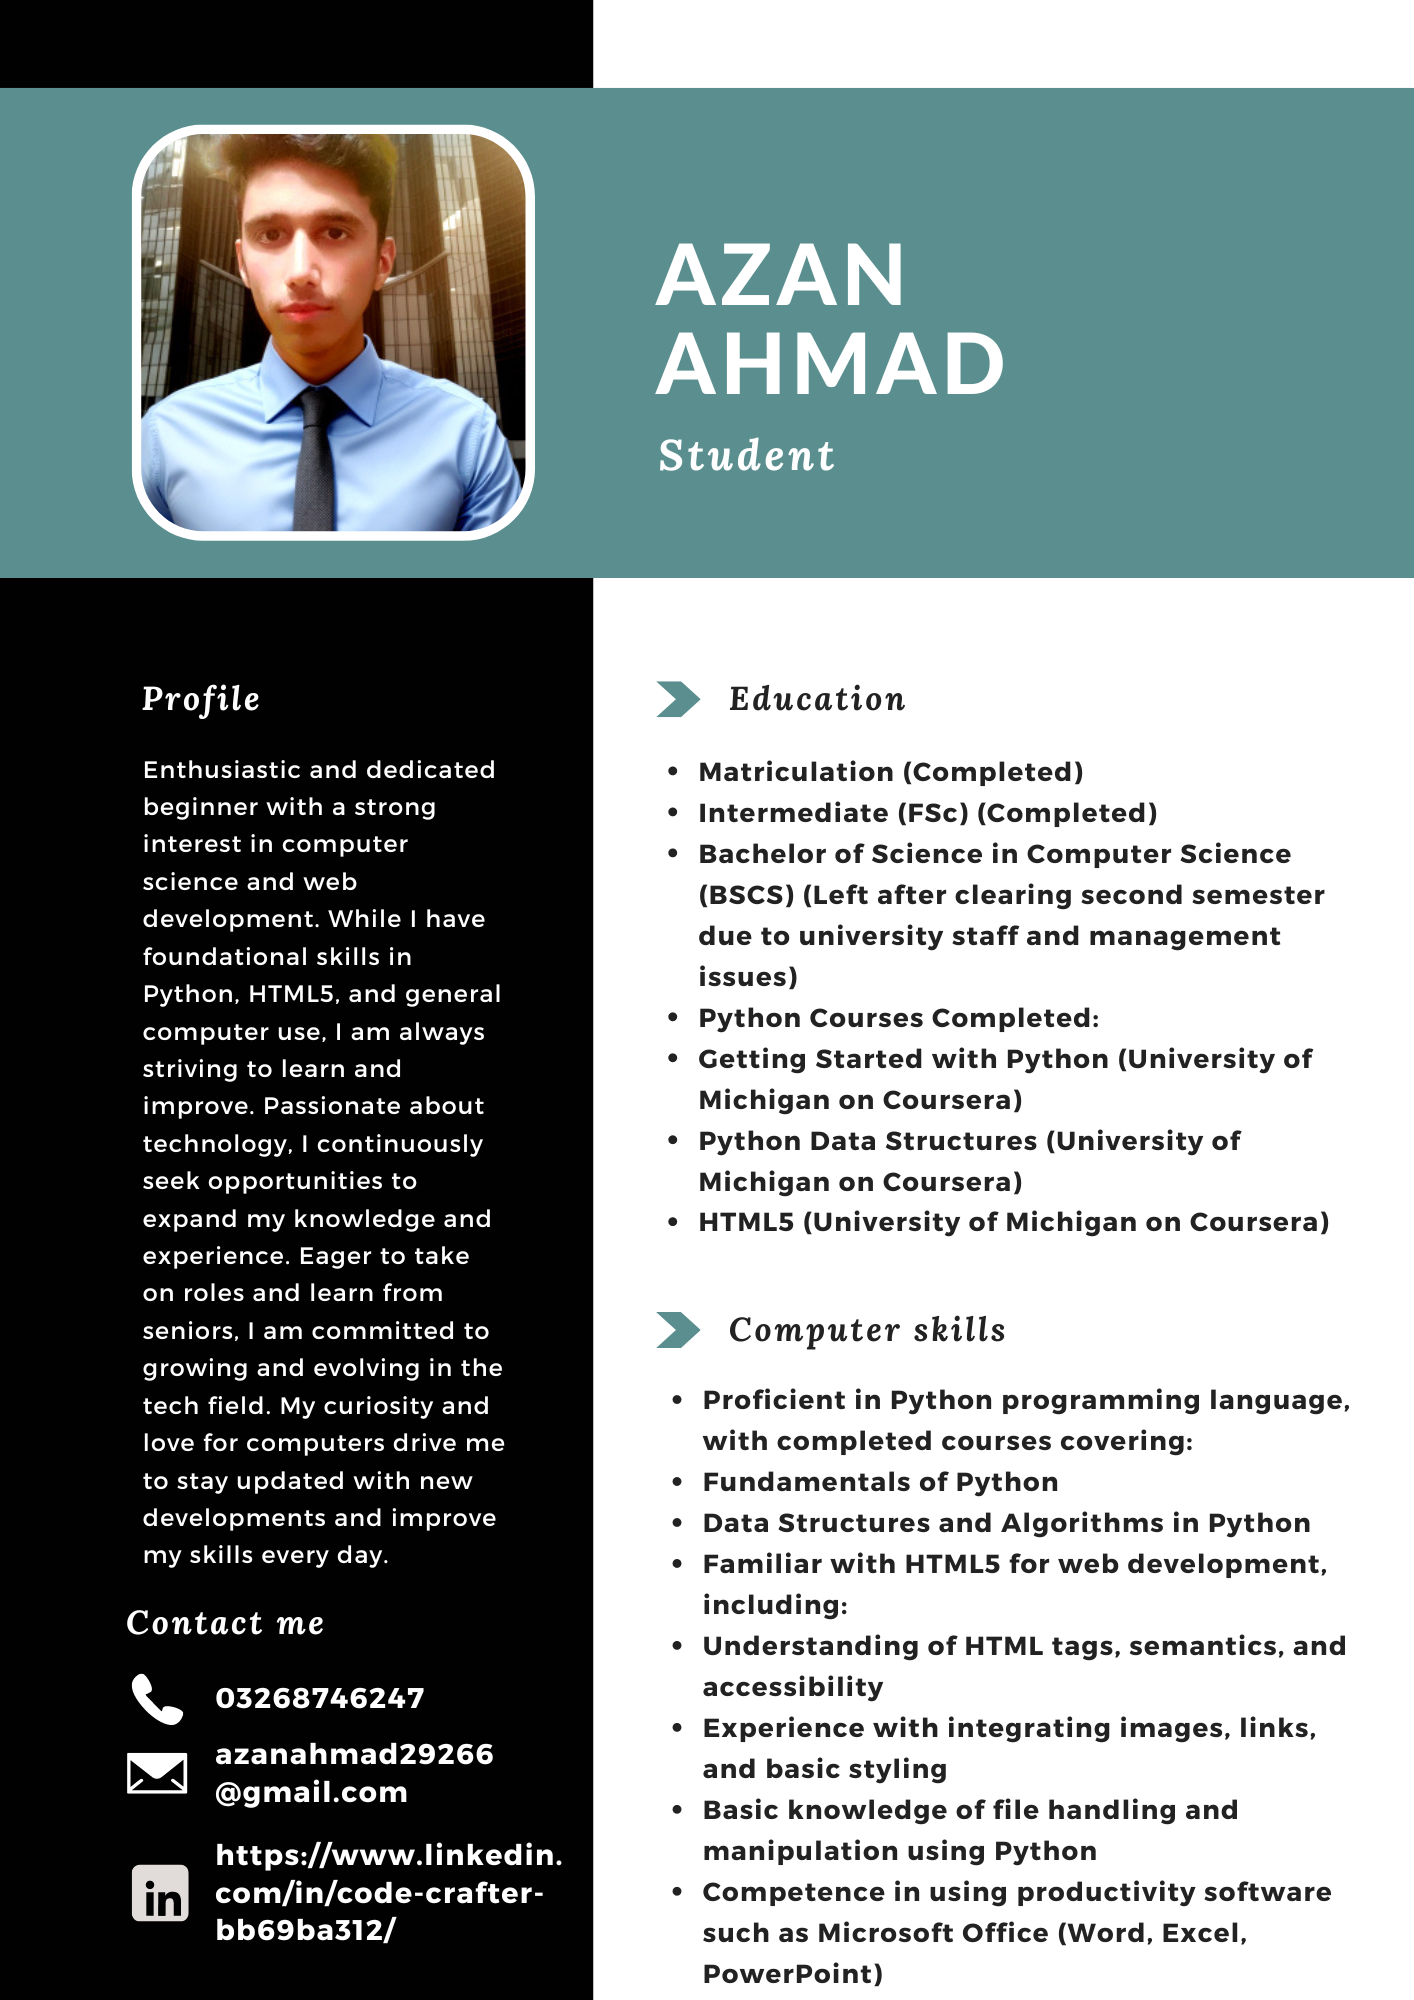 AZAN
AHMAD
Student
Profile
Enthusiastic and dedicated
beginner with a strong
interest in computer
science and web
development. While I have
foundational skills in
Python, HTML5, and general
computer use, I am always
striving to learn and
improve. Passionate about
technology, I continuously
seek opportunities to
expand my knowledge and
experience. Eager to take
on roles and learn from
seniors, I am committed to
growing and evolving in the
tech field. My curiosity and
love for computers drive me
to stay updated with new
developments and improve
my skills every day.
Contact me
03268746247
azanahmad29266
@gmail.com
https://www.linkedin.
com/in/code-crafter-
bb69ba312/
Education
• Matriculation (Completed)
• Intermediate (FSc) (Completed)
• Bachelor of Science in Computer Science
(BSCS) (Left after clearing second semester
due to university staff and management
issues)
• Python Courses Completed:
• Getting Started with Python (University of
Michigan on Coursera)
• Python Data Structures (University of
Michigan on Coursera)
• HTML5 (University of Michigan on Coursera)
Computer skills
• Proficient in Python programming language,
with completed courses covering:
• Fundamentals of Python
• Data Structures and Algorithms in Python
• Familiar with HTML5 for web development,
including:
• Understanding of HTML tags, semantics, and
accessibility
• Experience with integrating images, links,
and basic styling
• Basic knowledge of file handling and
manipulation using Python
• Competence in using productivity software
such as Microsoft Office (Word, Excel,
PowerPoint)